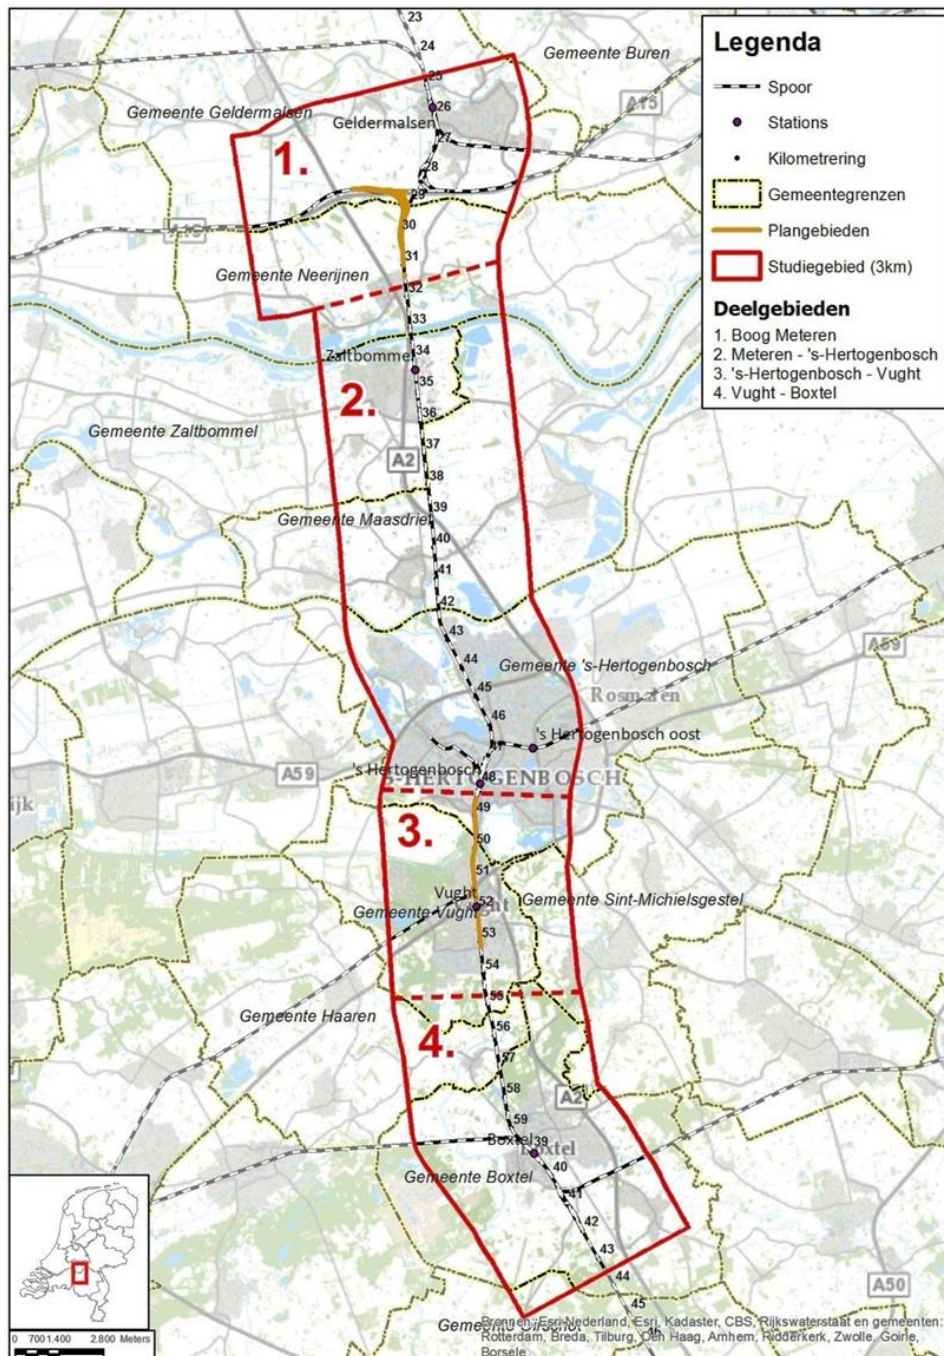 23
24
Gemeente Buren
Legenda
Spoor
Stations
Kilometrering
Gemeentegrenzen
Plangebieden
Studiegebied (3km)
Deelgebieden
1. Boog Meteren
2. Meteren - 's-Hertogenbosch
3. 's-Hertogenbosch - Vught
4. Vught - Boxtel
25
A15
Gemeente Geldermalsen
26
Geldermalsen
27
1.
28
29
30
31
Gemeente Neerijnen
32
33
34
Zaltbommel
35
2.
36
37
Gemeente Zaltbommel
A2
38
39
Gemeente Maasdriel
40
41
42
43
44
Gemeente 's-Hertogenbosch
A59
45
Rosmalen
46
's Hertogenbosch oost
's Hertogenbosch
48
A59
'S-HERTOGENBOSCH
49
3.
50
51
Vught
52
Gemeente Sint-Michielsgestel
Gemeente Vught
53
54
55
Gemeente Haaren
56
4.
57
58
A2
59
Boxtel
39
Boxtel
40
Gemeente Boxtel
41
42
43
44
A50
45
0 700 1.400 2.800 Meters
Bronnen: Esri Nederland, Esri, Kadaster, CBS, Rijkswaterstaat en gemeenten:
Rotterdam, Breda, Tilburg, Den Haag, Arnhem, Ridderkerk, Zwolle, Goirle,
Borsele